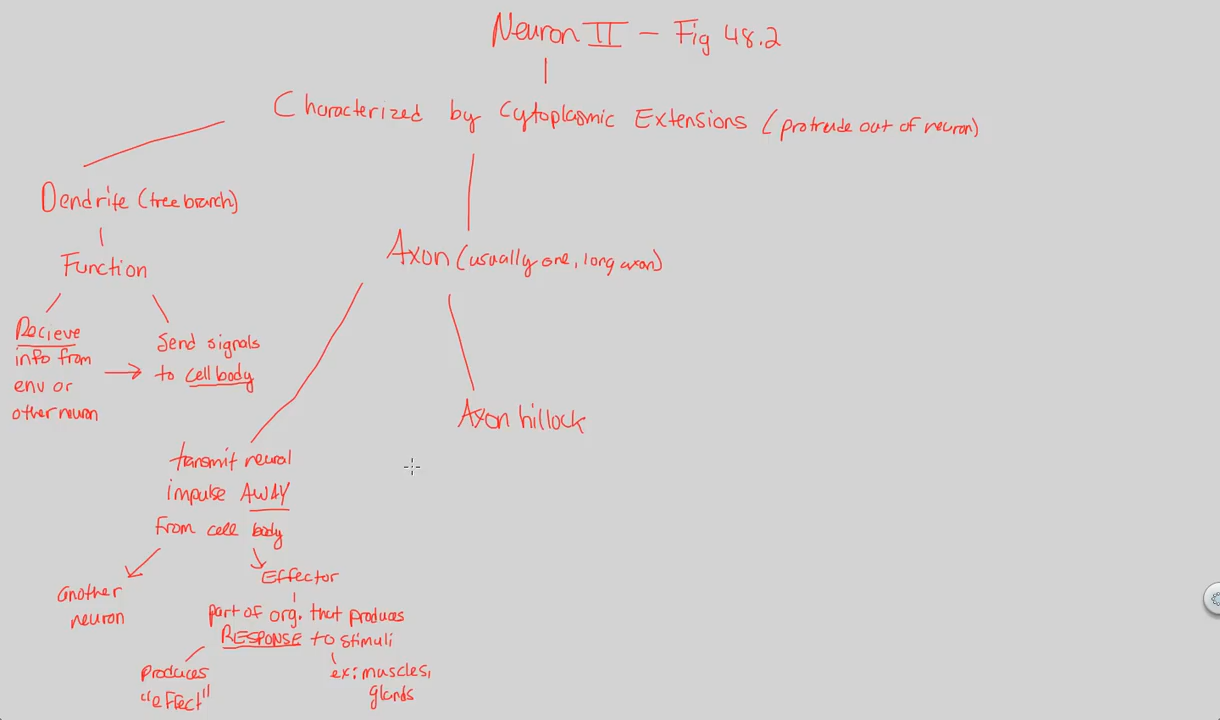 Neuron II - Fig 48.2
Characterized by Cytoplasmic Extensions (protrude out of neuron)
Dendrite (tree branch)
Function
Recieve
info from
env or
other neuron
Send signals
to cell body
Axon (usually one, long axon)
transmit neural
impulse AWAY
From cell body
another
neuron
Effector
part of org. that produces
RESPONSE to stimuli
produces
"effect"
ex: muscles,
glands
Axon hillock